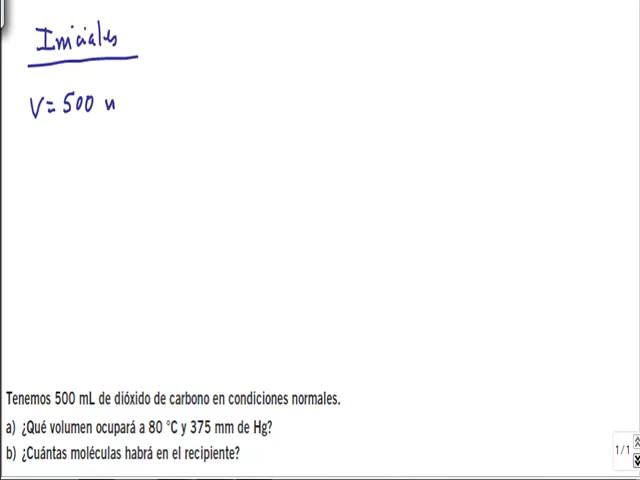 Iniciales
V = 500 m
Tenemos 500 mL de dióxido de carbono en condiciones normales.
a) ¿Qué volumen ocupará a 80 °C y 375 mm de Hg?
b) ¿Cuántas moléculas habrá en el recipiente?
1/1